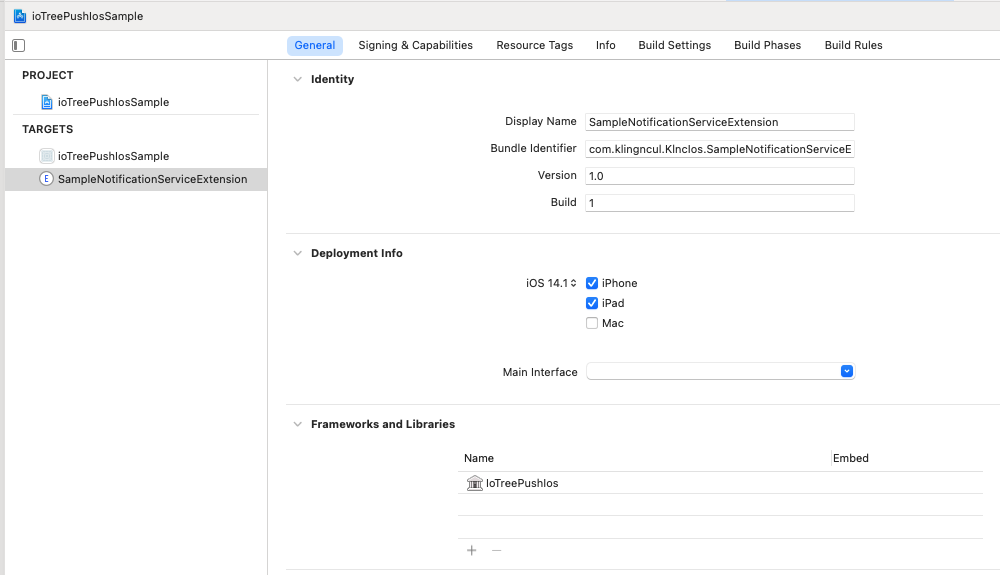 ioTreePushIosSample
General Signing & Capabilities Resource Tags Info Build Settings Build Phases Build Rules
PROJECT
ioTreePushIosSample
TARGETS
ioTreePushIosSample
E SampleNotificationServiceExtension
Identity
Display Name SampleNotificationServiceExtension
Bundle Identifier com.klingncul.KIncIos.SampleNotificationServiceE
Version 1.0
Build 1
Deployment Info
iOS 14.1 iPhone
iPad
Mac
Main Interface
Frameworks and Libraries
Name Embed
IoTreePushIos